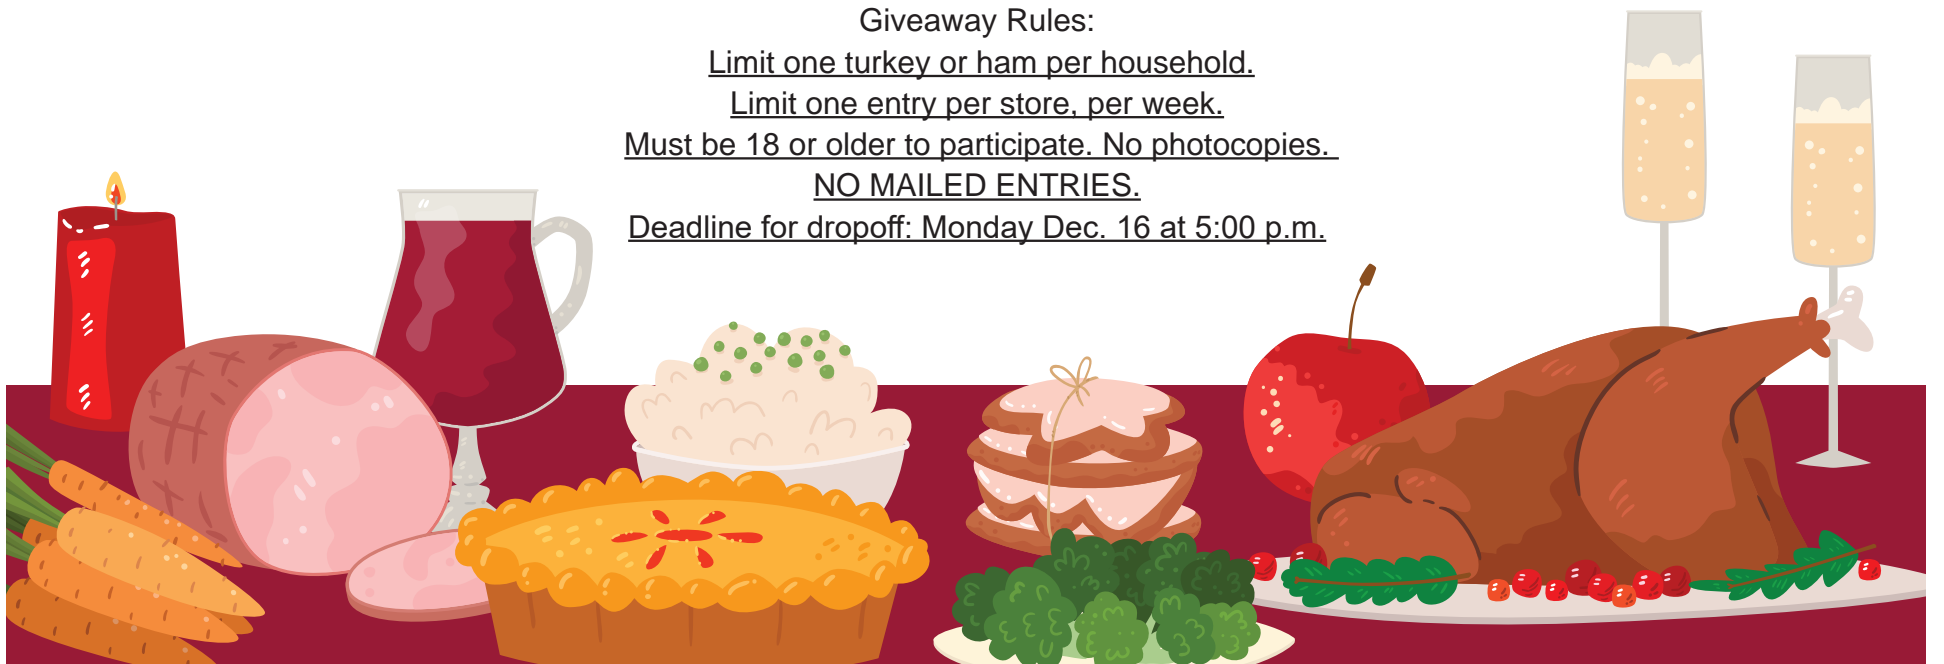 Giveaway Rules:
Limit one turkey or ham per household.
Limit one entry per store, per week.
Must be 18 or older to participate. No photocopies.
NO MAILED ENTRIES.
Deadline for dropoff: Monday Dec. 16 at 5:00 p.m.